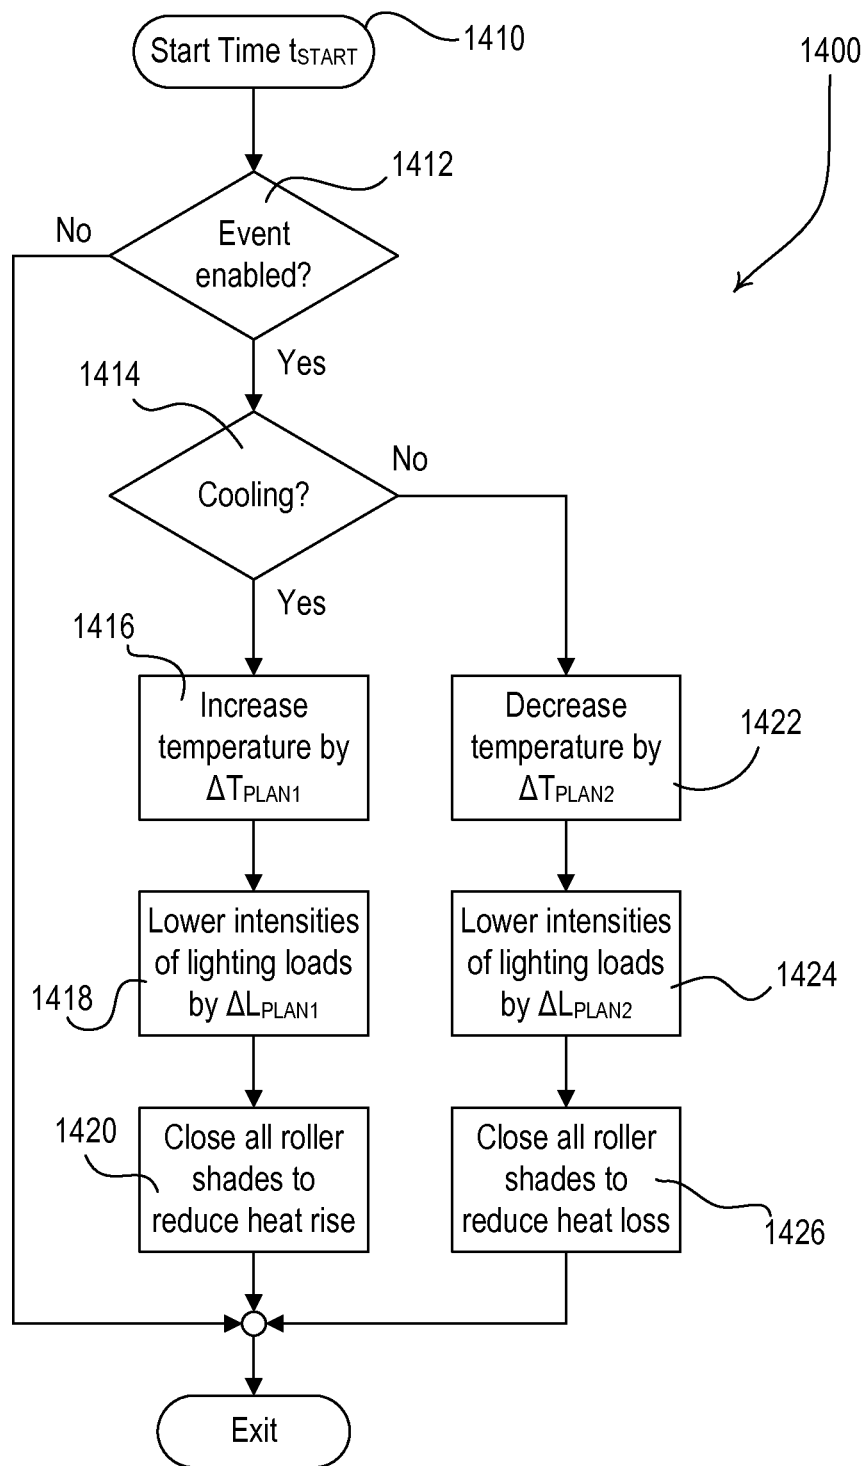 Start Time tSTART
1410
1400
1412
No
Event
enabled?
Yes
1414
Cooling?
No
Yes
1416
Increase
temperature by
ΔTPLAN1
Decrease
temperature by
ΔTPLAN2
1422
Lower intensities
of lighting loads
by ΔLPLAN1
1418
Lower intensities
of lighting loads
by ΔLPLAN2
1424
1420
Close all roller
shades to
reduce heat rise
Close all roller
shades to
reduce heat loss
1426
Exit